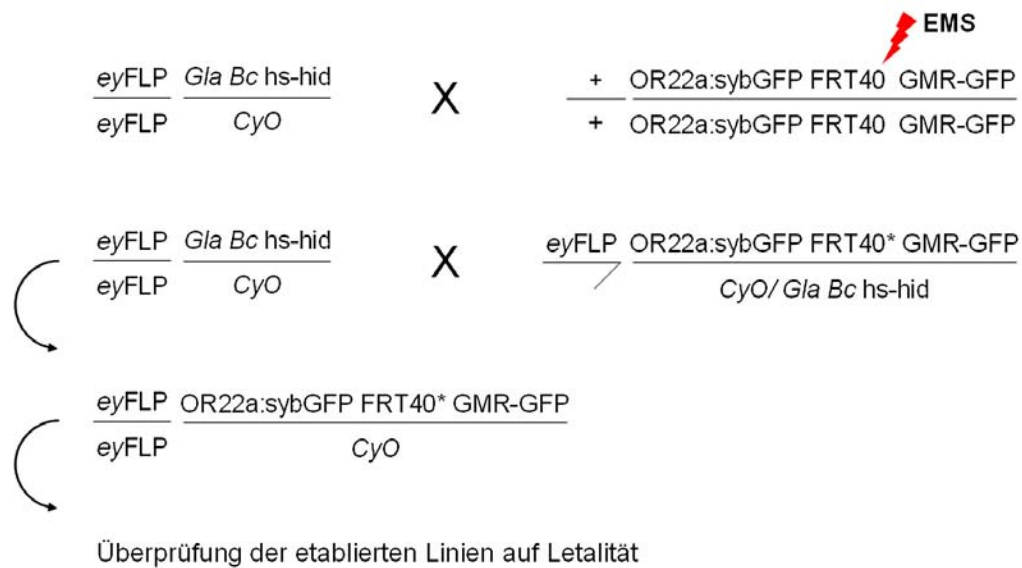 EMS
eyFLP Gla Bc hs-hid X + OR22a:sybGFP FRT40 GMR-GFP
eyFLP CyO + OR22a:sybGFP FRT40 GMR-GFP
eyFLP Gla Bc hs-hid X eyFLP OR22a:sybGFP FRT40* GMR-GFP
eyFLP CyO CyO/ Gla Bc hs-hid
eyFLP OR22a:sybGFP FRT40* GMR-GFP
eyFLP CyO
Überprüfung der etablierten Linien auf Letalität